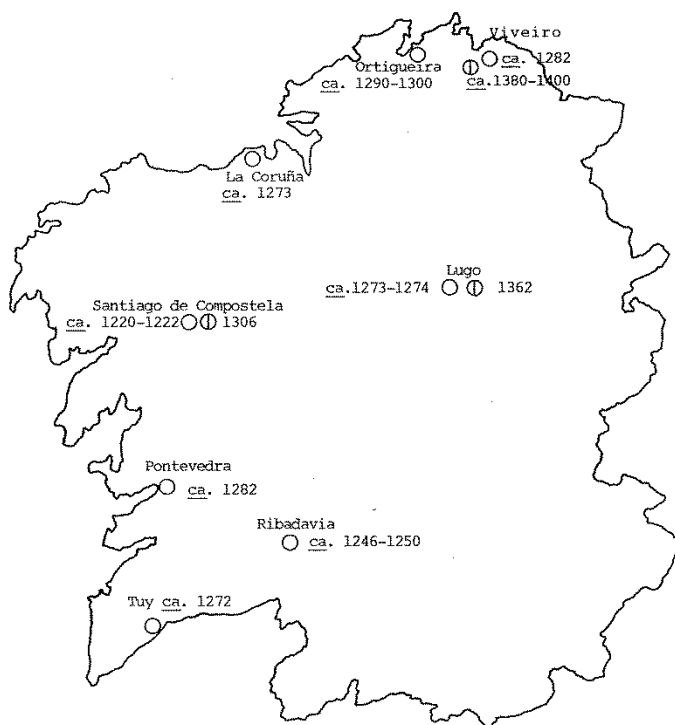 Viveiro
ca. 1282
Ortigueira
ca. 1290-1300
ca.1380-1400
La Coruña
ca. 1273
Lugo
ca.1273-1274
1362
Santiago de Compostela
ca. 1220-1222
1306
Pontevedra
ca. 1282
Ribadavia
ca. 1246-1250
Tuy ca. 1272